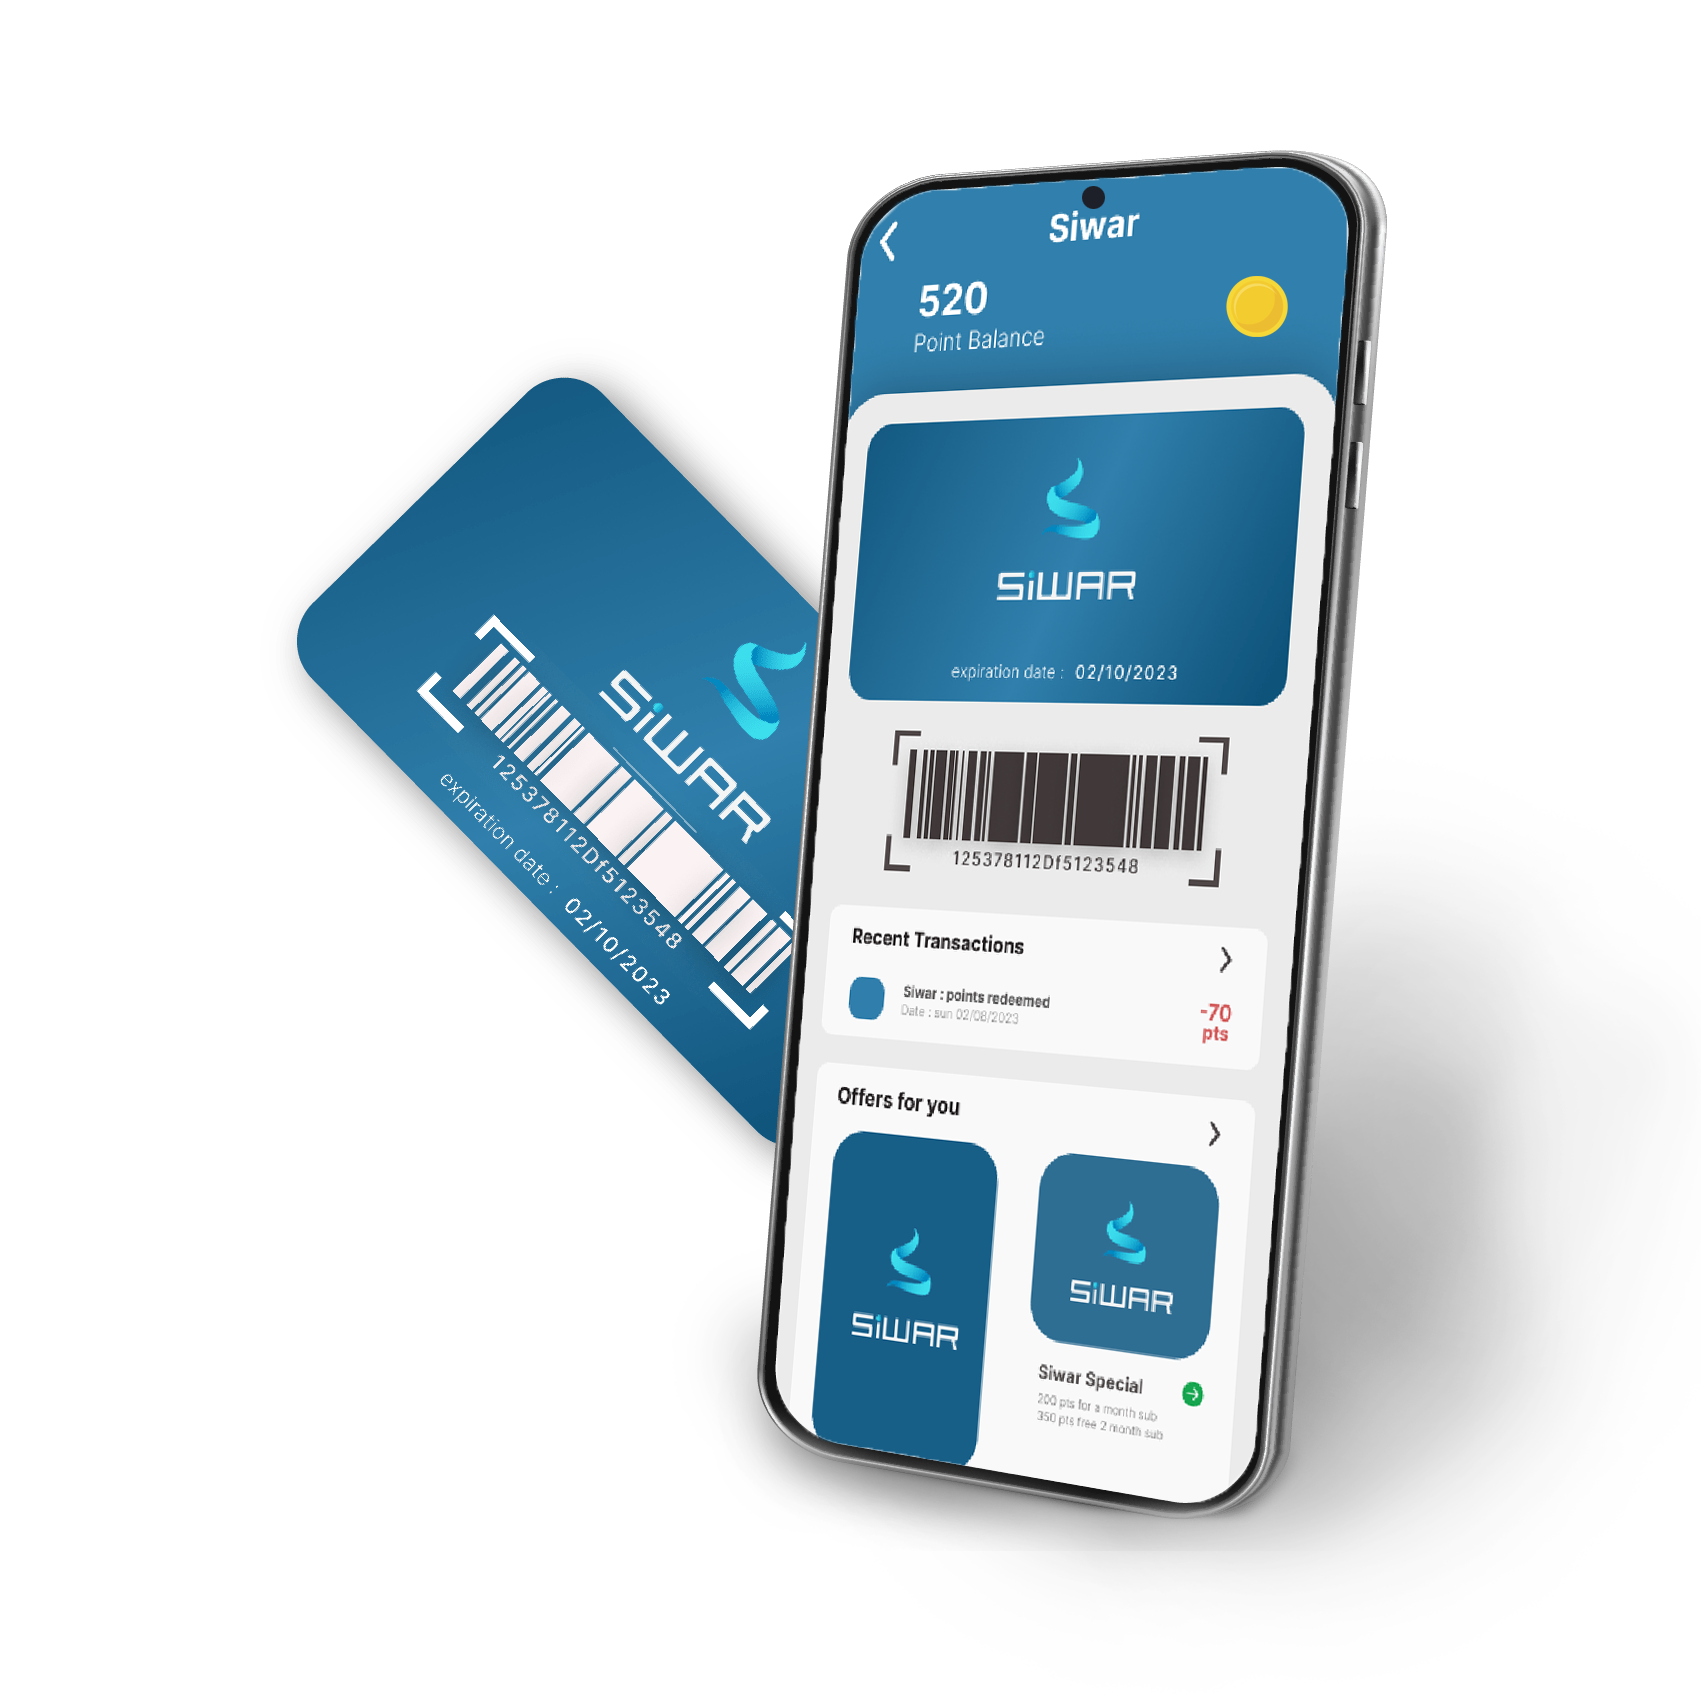 SiWAR
125378112Df5123548
expiration date : 02/10/2023
Siwar
520
Point Balance
SiWAR
expiration date : 02/10/2023
125378112Df5123548
Recent Transactions
Siwar : points redeemed
Date : sun 02/08/2023
-70
pts
Offers for you
SiWAR
SiWAR
Siwar Special
200 pts for a month sub
350 pts free 2 month sub